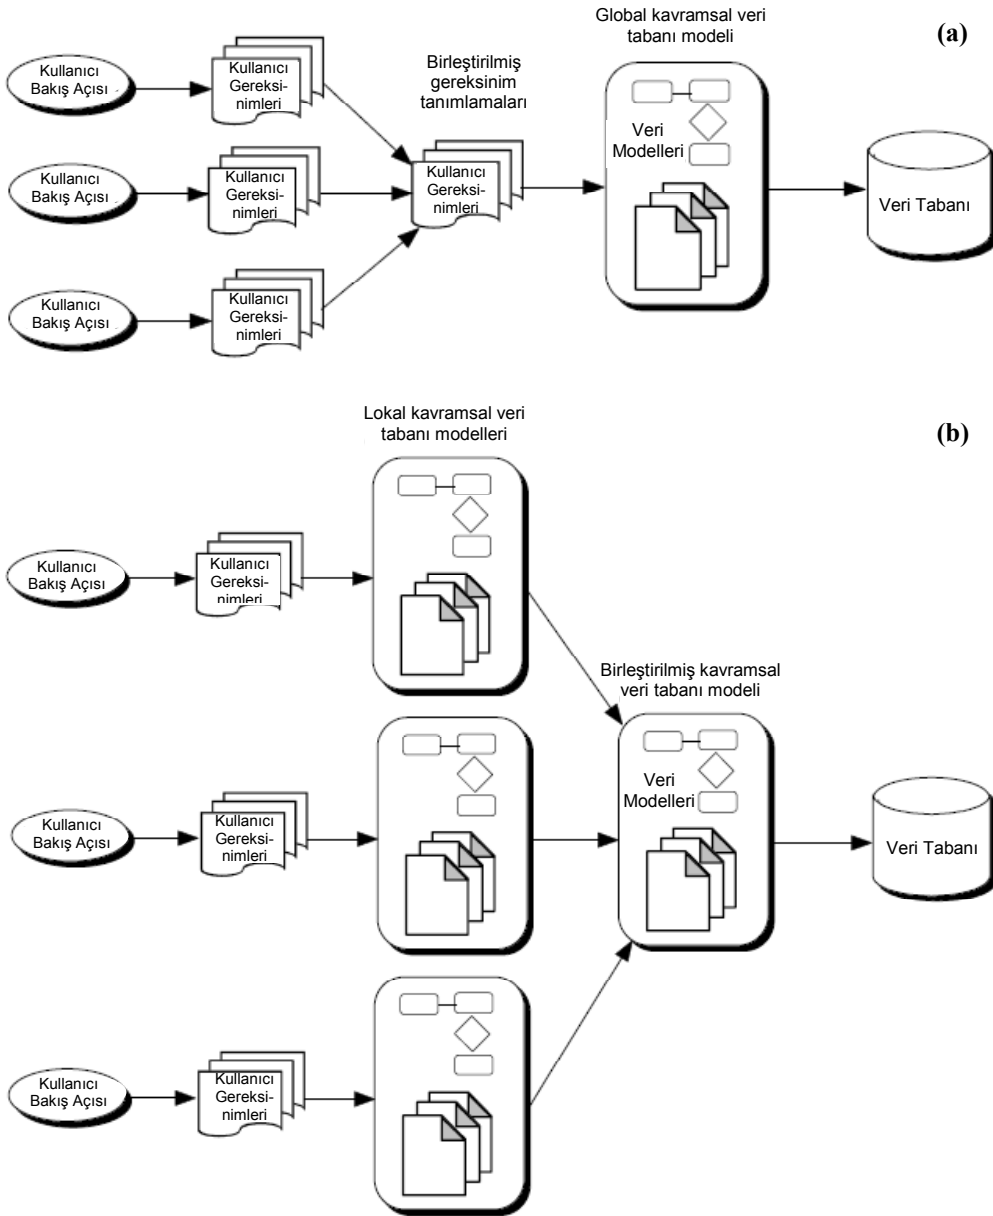 Global kavramsal veri
tabanı modeli
(a)
Kullanıcı
Bakış Açısı
Kullanıcı
Gereksi-
nimleri
Birleştirilmiş
gereksinim
tanımlamaları
Veri
Modelleri
Kullanıcı
Bakış Açısı
Kullanıcı
Gereksi-
nimleri
Kullanıcı
Gereksi-
nimleri
Veri Tabanı
Kullanıcı
Bakış Açısı
Kullanıcı
Gereksi-
nimleri
Lokal kavramsal veri
tabanı modelleri
(b)
Kullanıcı
Bakış Açısı
Kullanıcı
Gereksi-
nimleri
Birleştirilmiş kavramsal
veri tabanı modeli
Kullanıcı
Bakış Açısı
Kullanıcı
Gereksi-
nimleri
Veri
Modelleri
Veri Tabanı
Kullanıcı
Bakış Açısı
Kullanıcı
Gereksi-
nimleri